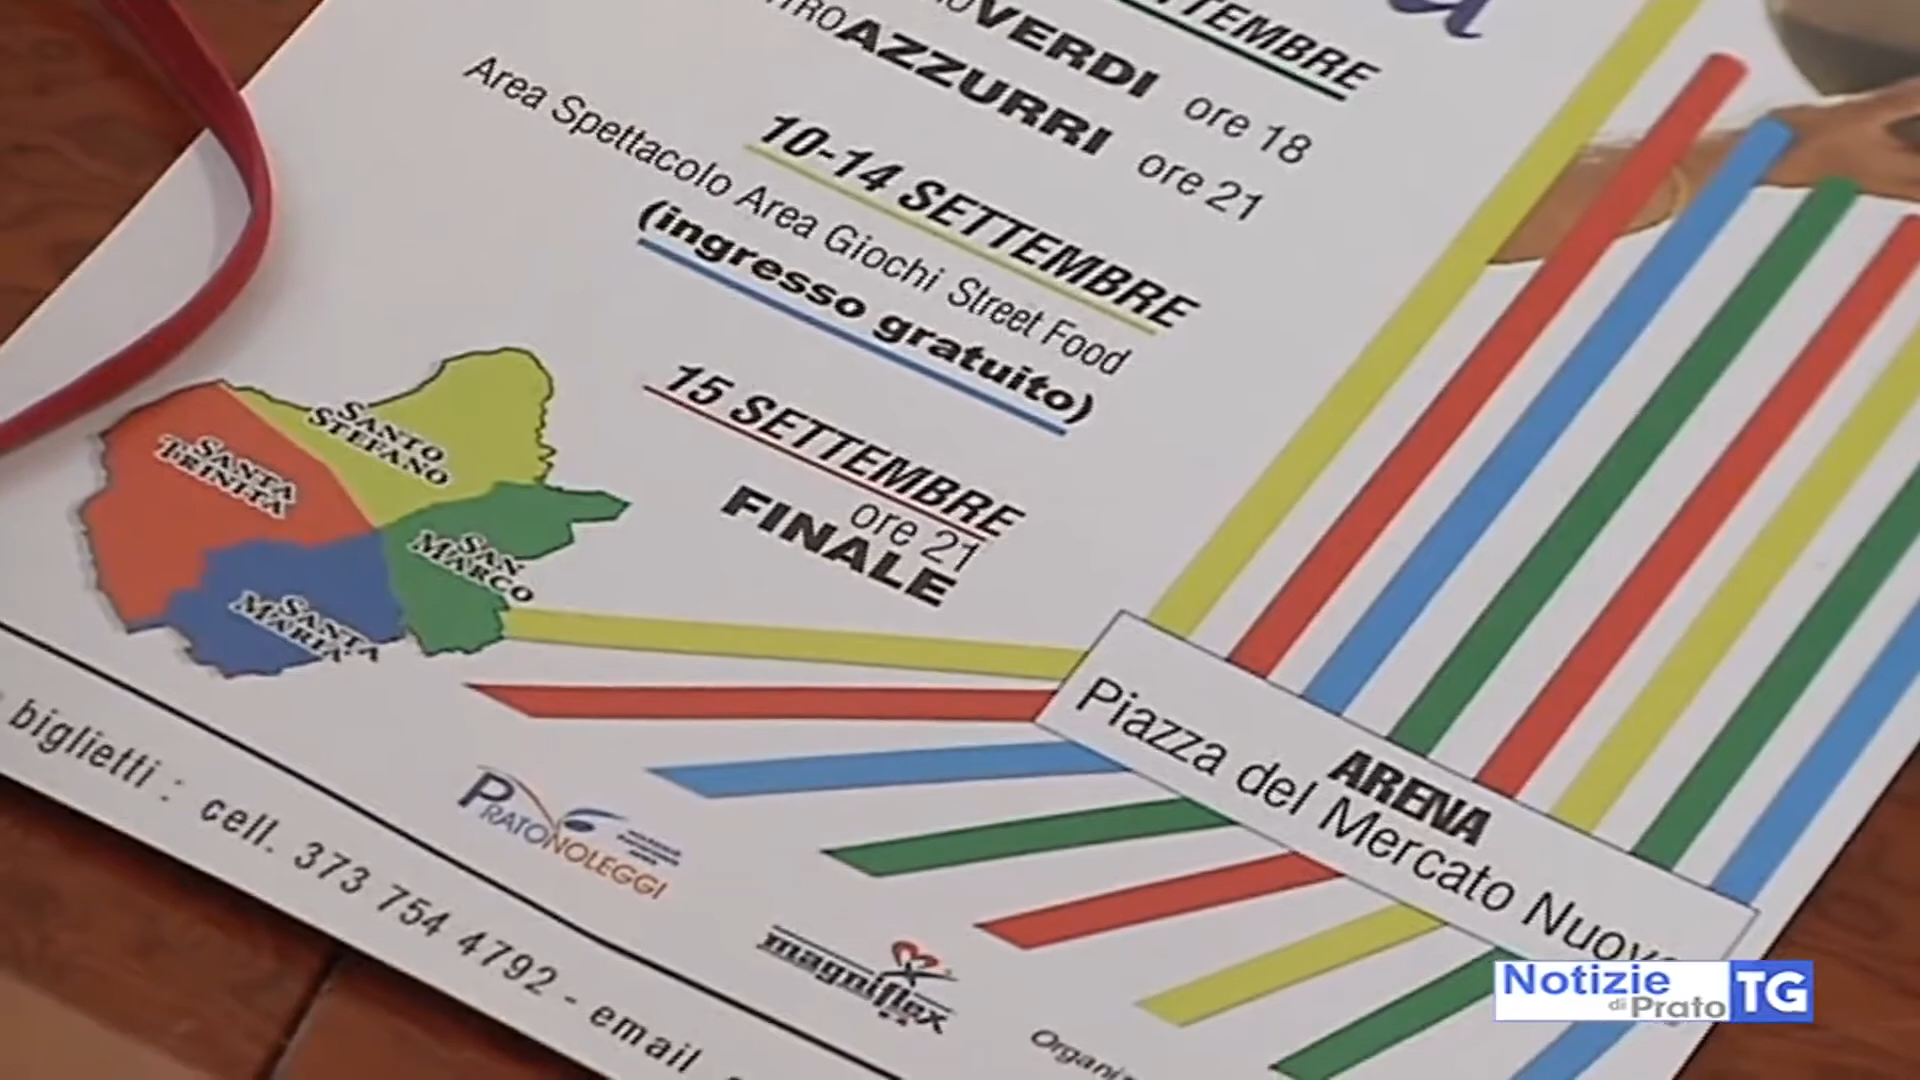 VERDI ore 18
AZZURRI ore 21
10-14 SETTEMBRE
Area Spettacolo Area Giochi Street Food
(ingresso gratuito)
15 SETTEMBRE
ore 21
FINALE
SANTO
STEFANO
SANTA
TRINITA
SAN
MARCO
SANTA
MARIA
ARENA
Piazza del Mercato Nuovo
biglietti : cell. 373 754 4792 - email
PRATONOLEGGI
magniflex
Notizie
di Prato
TG